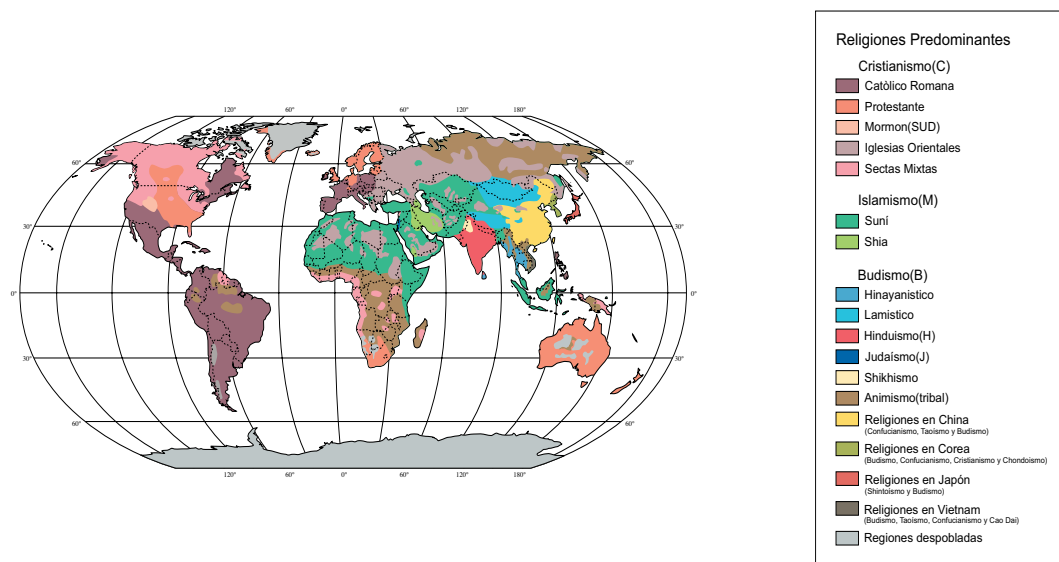 120°
60°
0°
60°
120°
180°
60°
60°
30°
30°
0°
0°
30°
30°
60°
60°
120°
60°
0°
60°
120°
180°
Religiones Predominantes
Cristianismo(C)
Catòlico Romana
Protestante
Mormon(SUD)
Iglesias Orientales
Sectas Mixtas
Islamismo(M)
Suní
Shia
Budismo(B)
Hinayanistico
Lamistico
Hinduismo(H)
Judaísmo(J)
Shikhismo
Animismo(tribal)
Religiones en China
(Confucianismo, Taoísmo y Budismo)
Religiones en Corea
(Budismo, Confucianismo, Cristianismo y Chondoismo)
Religiones en Japón
(Shintoísmo y Budismo)
Religiones en Vietnam
(Budismo, Taoismo, Confucianismo y Cao Dai)
Regiones despobladas